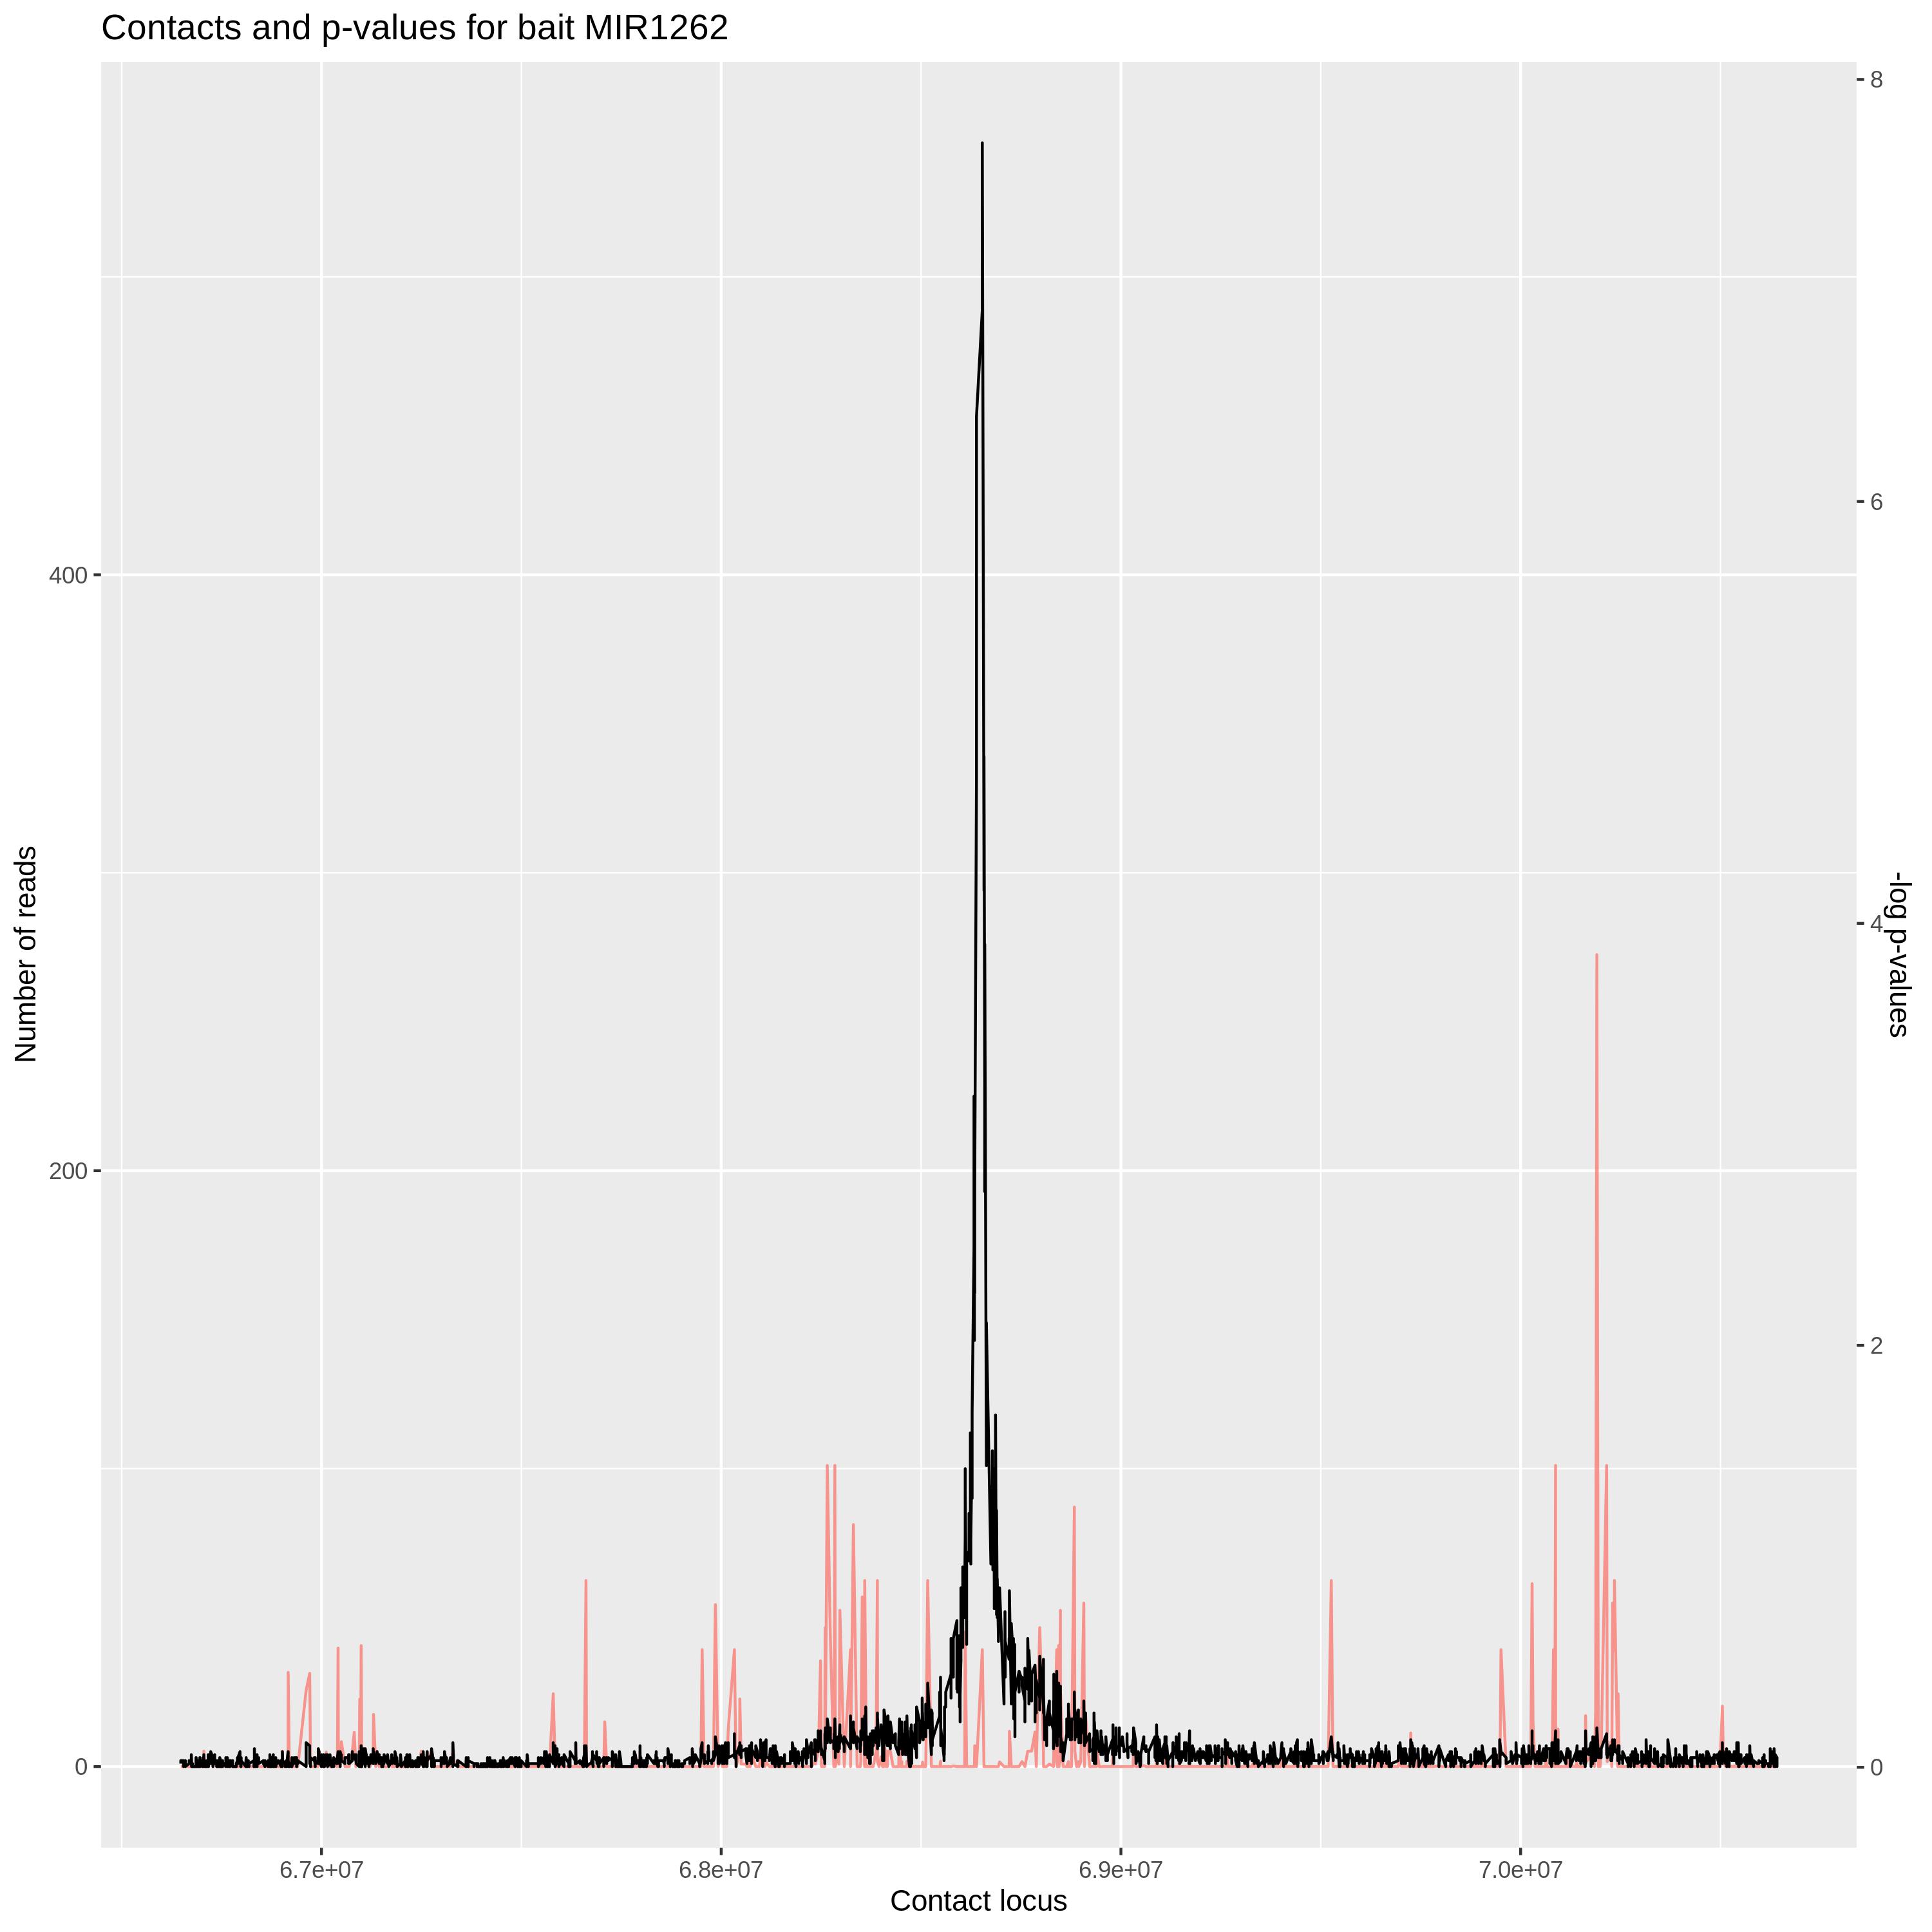 Contacts and p-values for bait MIR1262
8
6
400
4
200
2
0
0
Number of reads
-log p-values
6.7e+07
6.8e+07
6.9e+07
7.0e+07
Contact locus